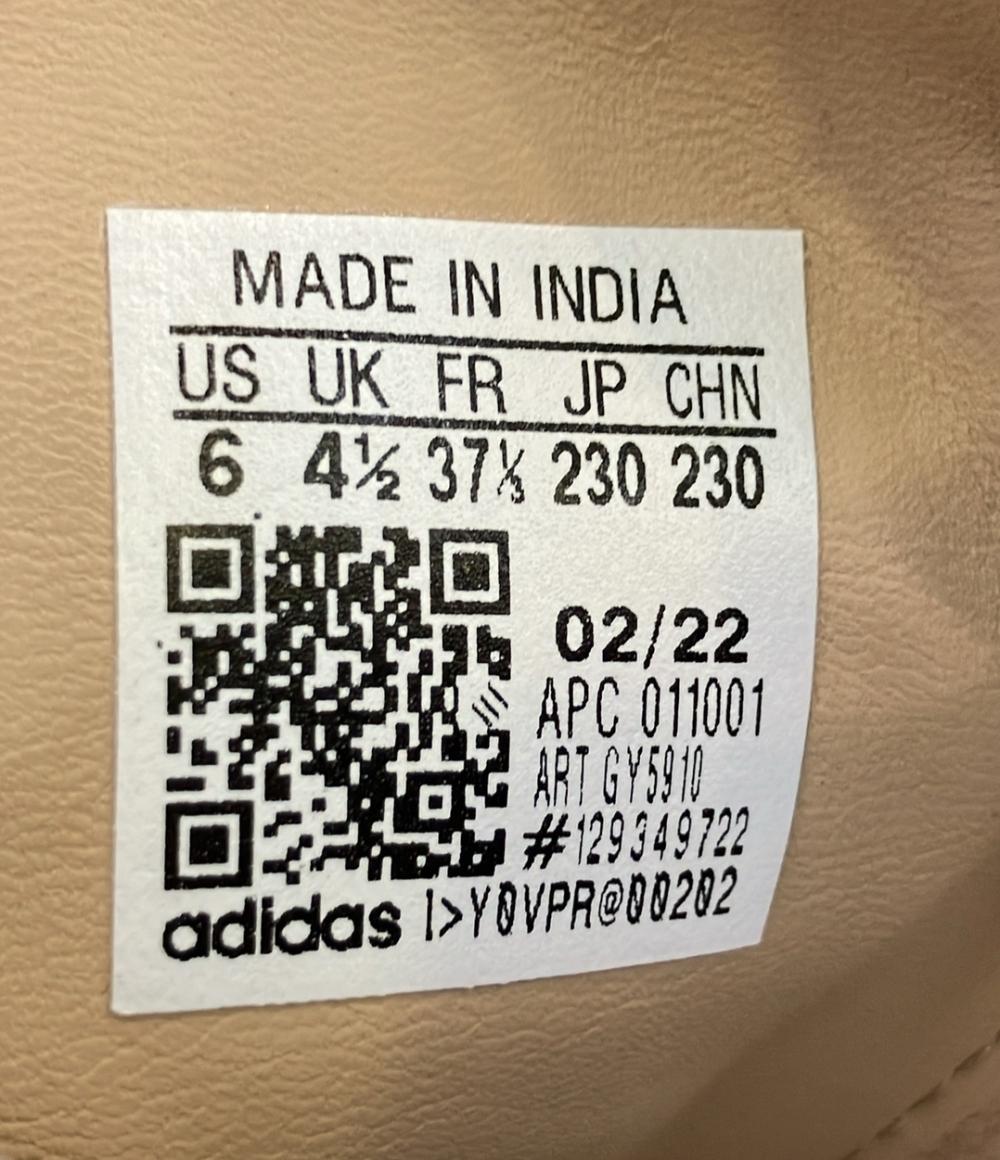 MADE IN INDIA
US UK FR JP CHN
6 4½ 37⅓ 230 230
02/22
APC 011001
ART GY5910
#129349722
adidas I>Y0VPR@00202